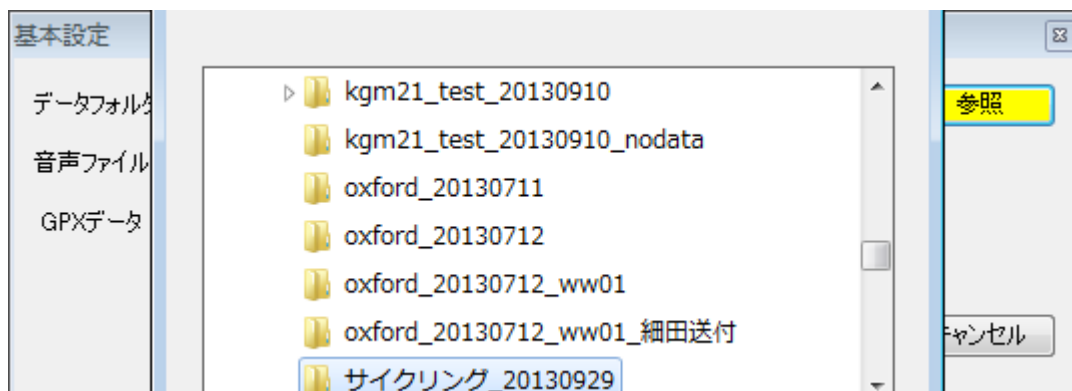 基本設定
データフォルダ
音声ファイル
GPXデータ
kgm21_test_20130910
kgm21_test_20130910_nodata
oxford_20130711
oxford_20130712
oxford_20130712_ww01
oxford_20130712_ww01_細田送付
サイクリング_20130929
参照
キャンセル